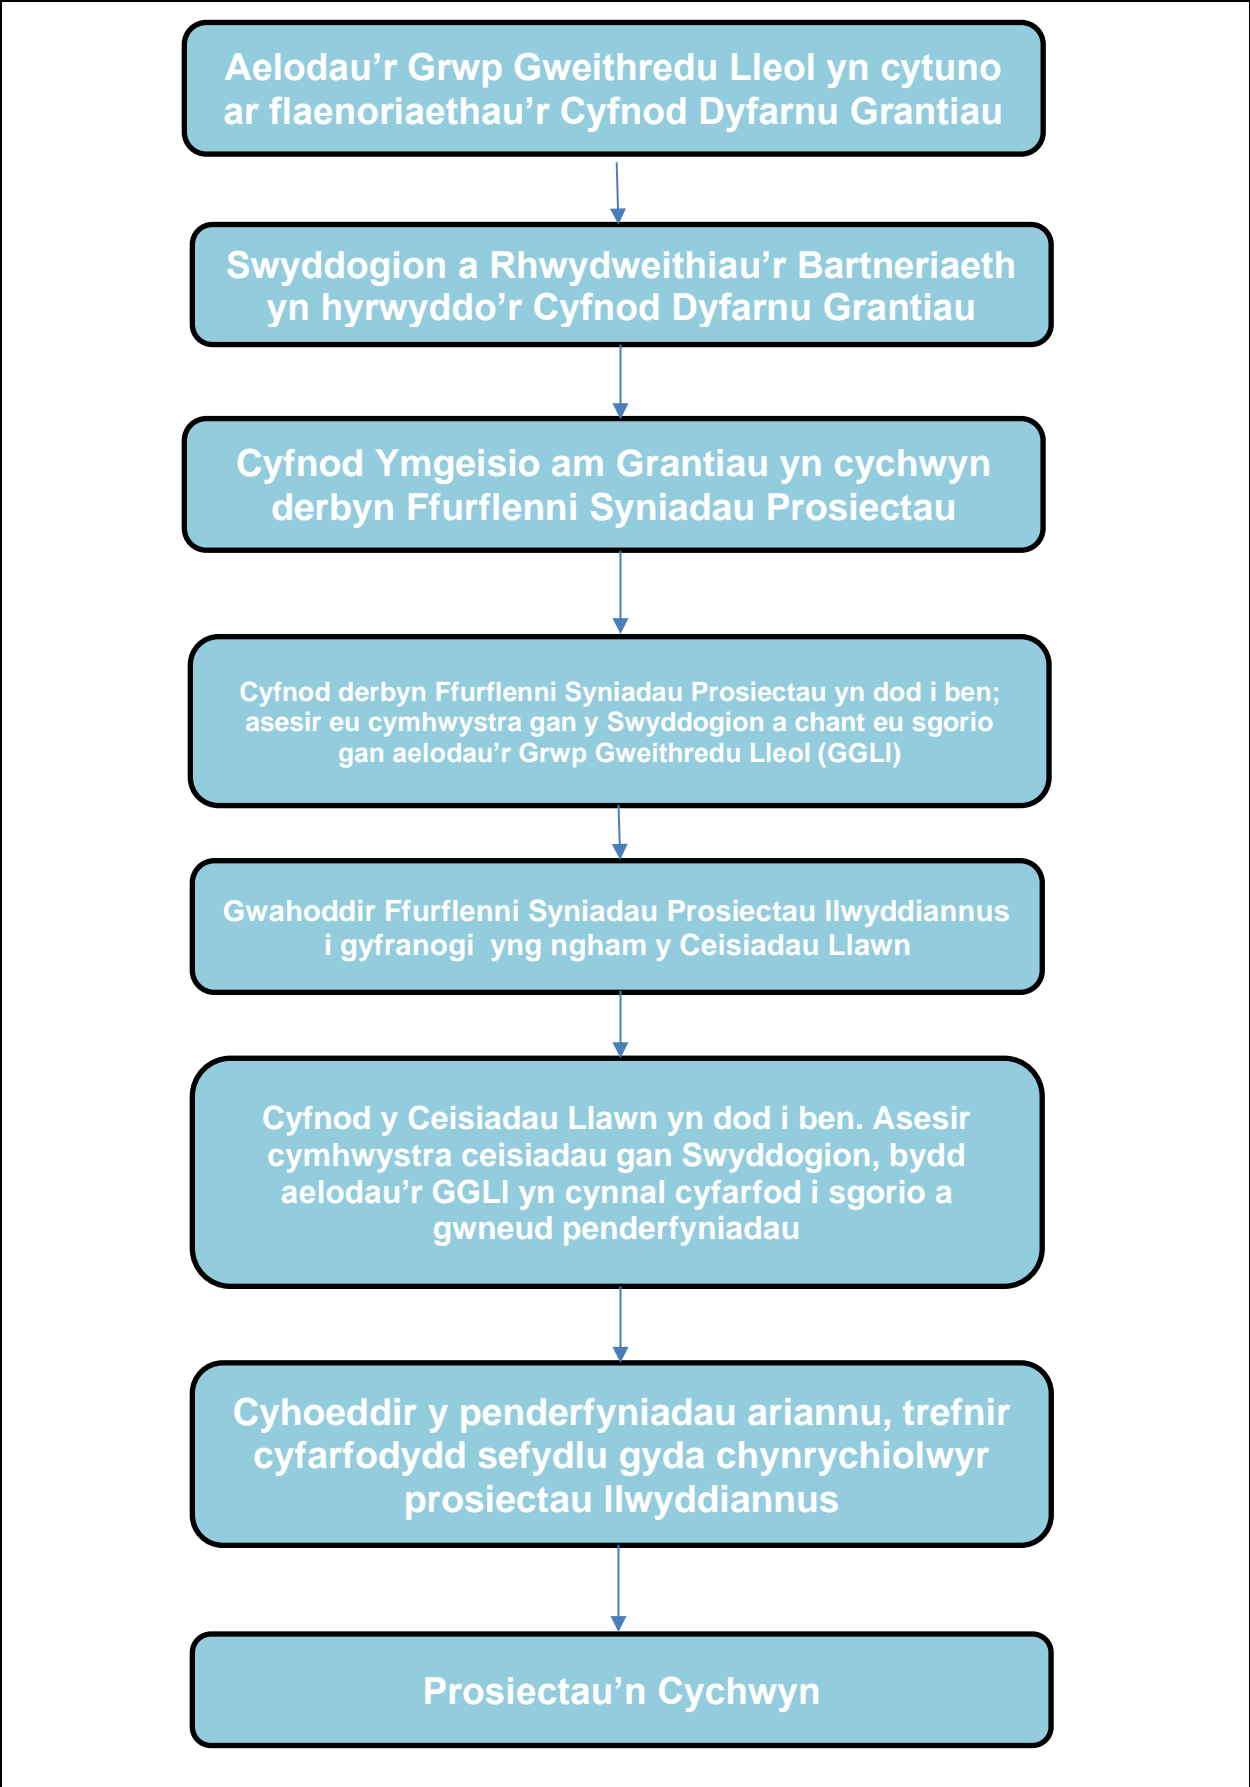 Aelodau’r Grwp Gweithredu Lleol yn cytuno
ar flaenoriaethau’r Cyfnod Dyfarnu Grantiau
Swyddogion a Rhwydweithiau’r Bartneriaeth
yn hyrwyddo’r Cyfnod Dyfarnu Grantiau
Cyfnod Ymgeisio am Grantiau yn cychwyn
derbyn Ffurflenni Syniadau Prosiectau
Cyfnod derbyn Ffurflenni Syniadau Prosiectau yn dod i ben;
asesir eu cymhwystra gan y Swyddogion a chant eu sgorio
gan aelodau’r Grwp Gweithredu Lleol (GGLl)
Gwahoddir Ffurflenni Syniadau Prosiectau llwyddiannus
i gyfranogi yng ngham y Ceisiadau Llawn
Cyfnod y Ceisiadau Llawn yn dod i ben. Asesir
cymhwystra ceisiadau gan Swyddogion, bydd
aelodau’r GGLl yn cynnal cyfarfod i sgorio a
gwneud penderfyniadau
Cyhoeddir y penderfyniadau ariannu, trefnir
cyfarfodydd sefydlu gyda chynrychiolwyr
prosiectau llwyddiannus
Prosiectau’n Cychwyn